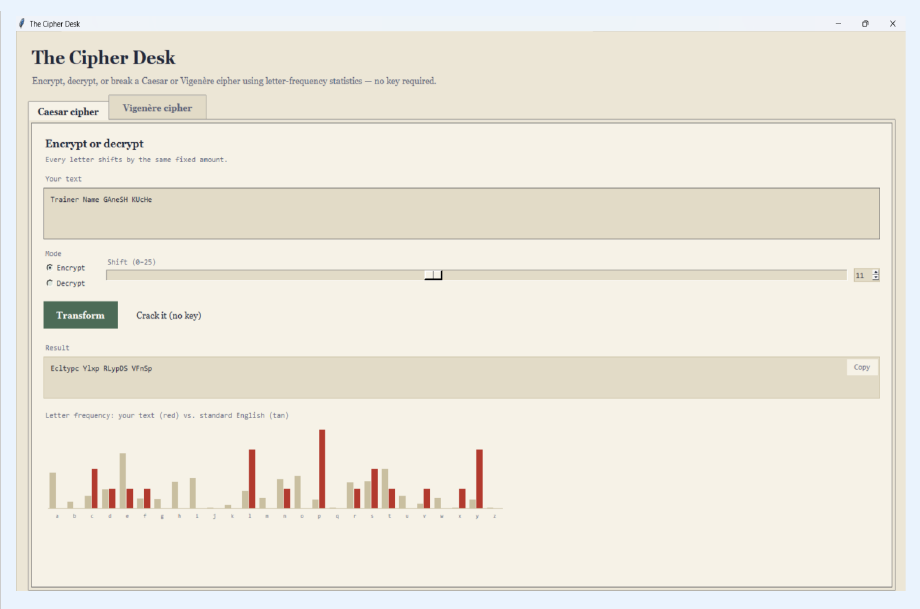 The Cipher Desk
The Cipher Desk
Encrypt, decrypt, or break a Caesar or Vigenère cipher using letter-frequency statistics — no key required.
Caesar cipher Vigenère cipher
Encrypt or decrypt
Every letter shifts by the same fixed amount.
Your text
Trainer Name GAneSH KUcHe
Mode
Shift (0–25)
Encrypt
11
Decrypt
Transform Crack it (no key)
Result
Ecltypc Ylxp RLypDS VFnSp
Copy
Letter frequency: your text (red) vs. standard English (tan)
a b c d e f g h i j k l m n o p q r s t u v w x y z